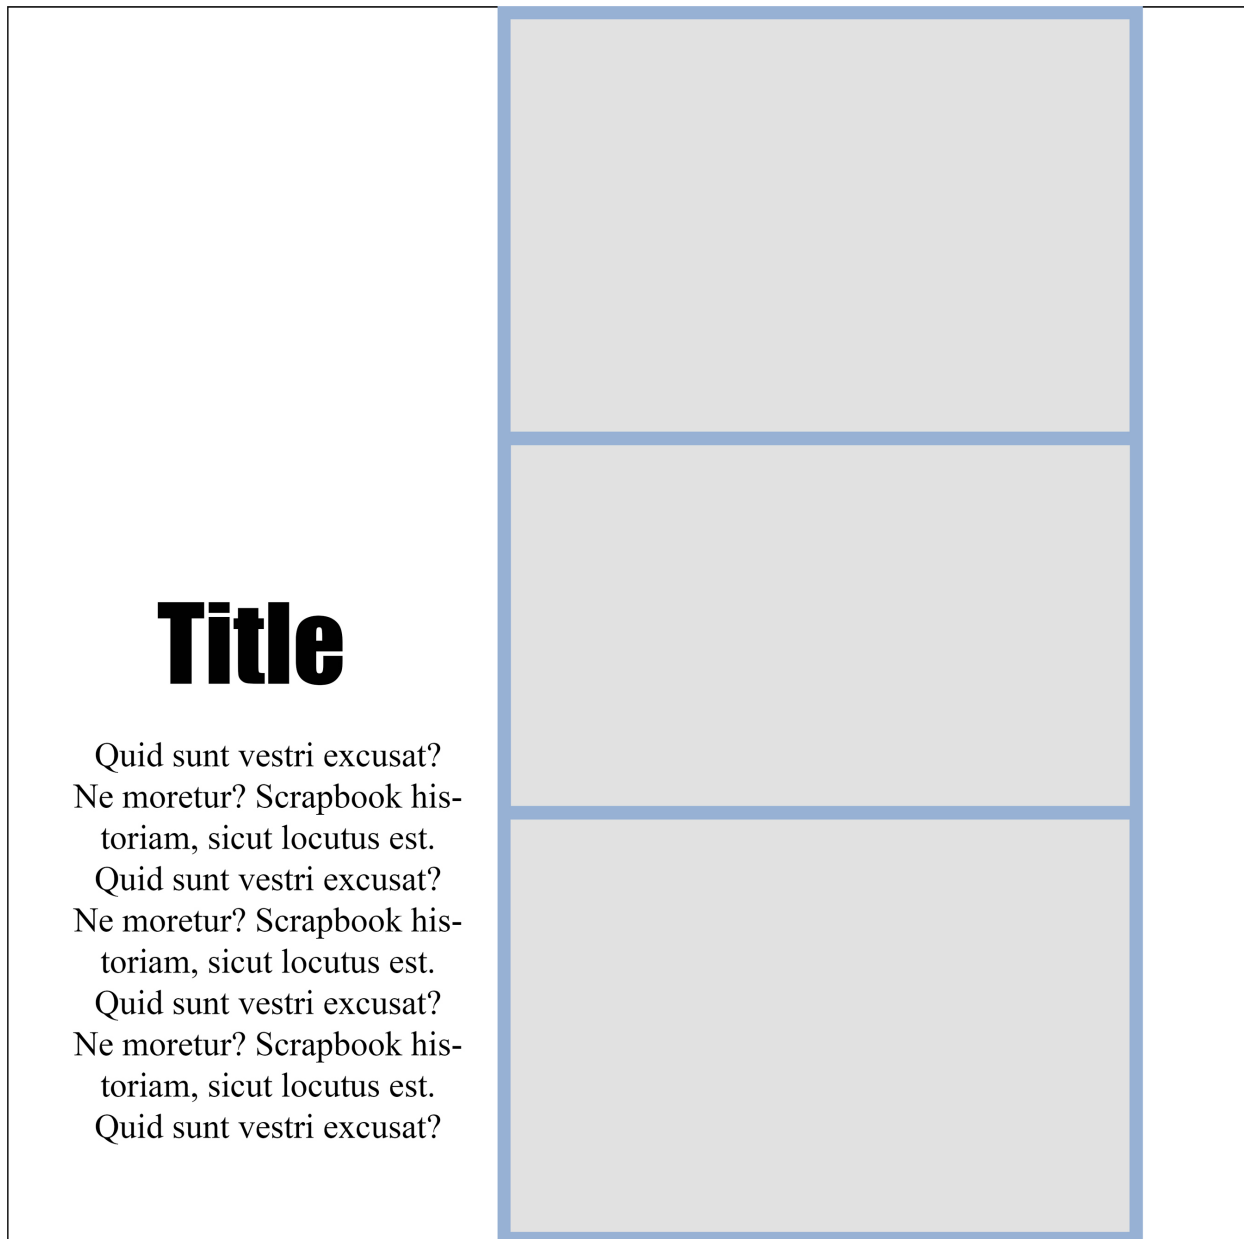 Title
Quid sunt vestri excusat?
Ne moretur? Scrapbook his-
toriam, sicut locutus est.
Quid sunt vestri excusat?
Ne moretur? Scrapbook his-
toriam, sicut locutus est.
Quid sunt vestri excusat?
Ne moretur? Scrapbook his-
toriam, sicut locutus est.
Quid sunt vestri excusat?